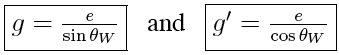 g = e / sin θ_W and g′ = e / cos θ_W